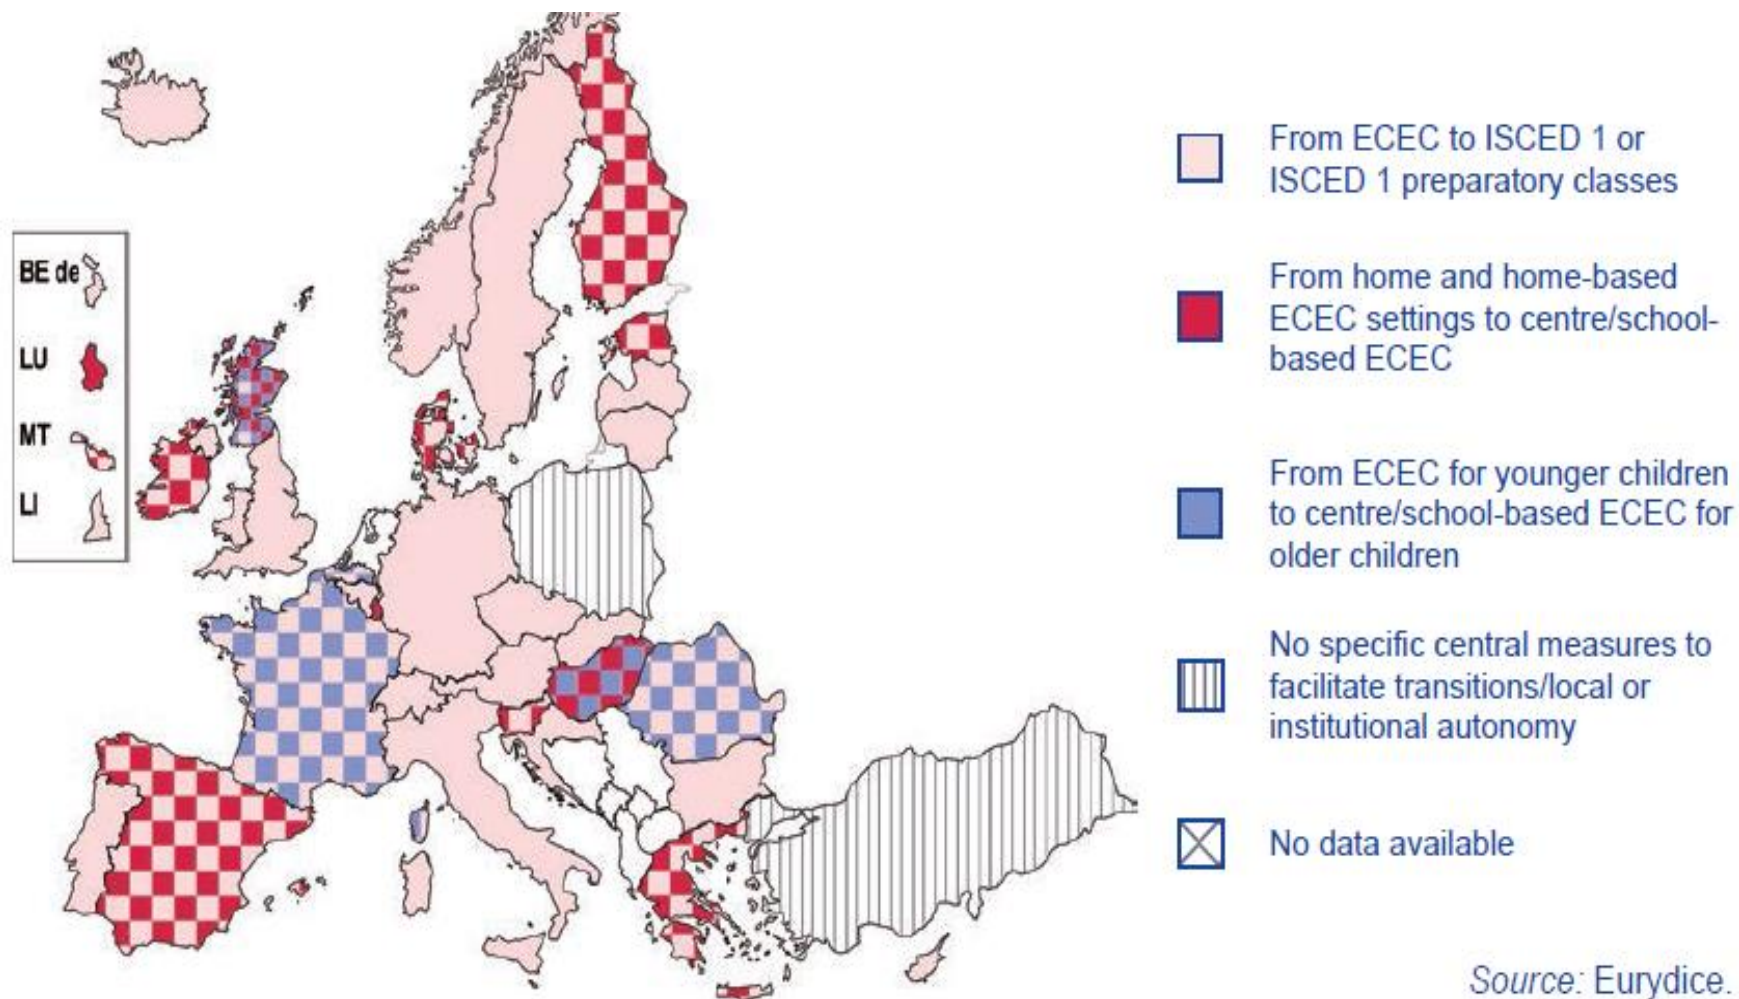 BE de
LU
MT
LI
From ECEC to ISCED 1 or
ISCED 1 preparatory classes
From home and home-based
ECEC settings to centre/school-
based ECEC
From ECEC for younger children
to centre/school-based ECEC for
older children
No specific central measures to
facilitate transitions/local or
institutional autonomy
No data available
Source: Eurydice.